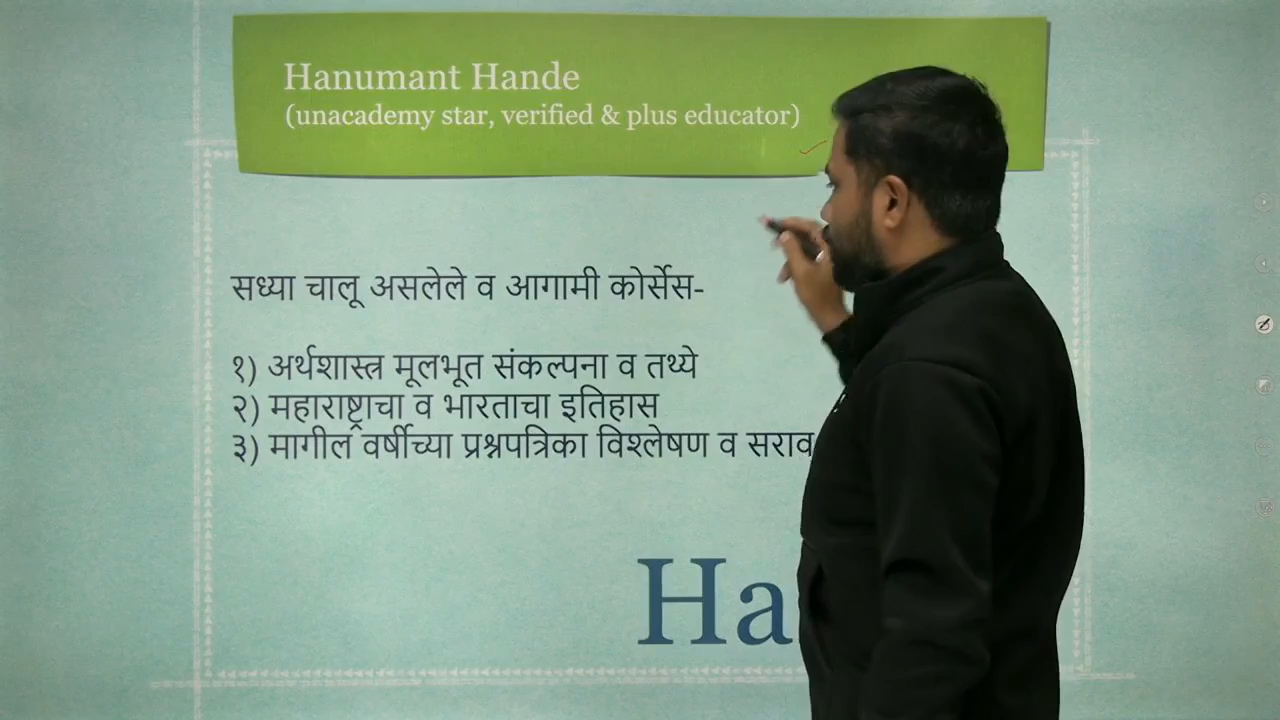 Hanumant Hande
(unacademy star, verified & plus educator)
सध्या चालू असलेले व आगामी कोर्सेस-
१) अर्थशास्त्र मूलभूत संकल्पना व तथ्ये
२) महाराष्ट्राचा व भारताचा इतिहास
३) मागील वर्षीच्या प्रश्नपत्रिका विश्लेषण व